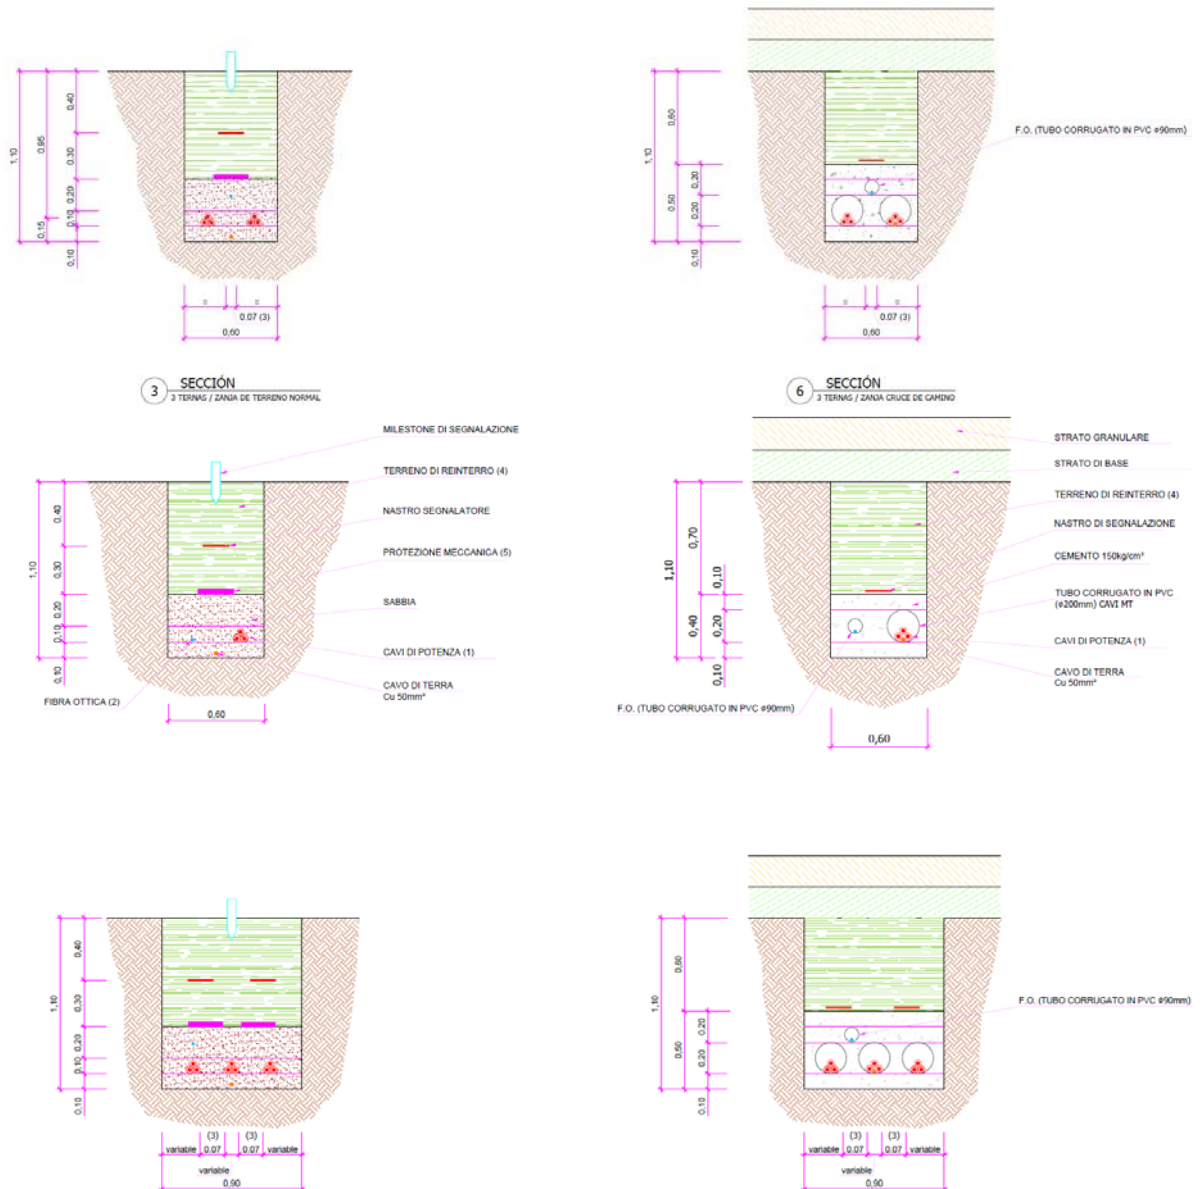 0,40
0,95
1,10
0,30
0,20
0,10
0,15
0,10
=
=
0.07 (3)
0,60
0,60
1,10
F.O. (TUBO CORRUGATO IN PVC ø90mm)
0,20
0,50
0,20
0,10
=
=
0.07 (3)
0,60
3
SECCIÓN
3 TERNAS / ZANJA DE TERRENO NORMAL
6
SECCIÓN
3 TERNAS / ZANJA CRUCE DE CAMINO
MILESTONE DI SEGNALAZIONE
TERRENO DI REINTERRO (4)
NASTRO SEGNALATORE
PROTEZIONE MECCANICA (5)
SABBIA
CAVI DI POTENZA (1)
CAVO DI TERRA
Cu 50mm²
FIBRA OTTICA (2)
0,40
1,10
0,30
0,20
0,10
0,10
0,60
STRATO GRANULARE
STRATO DI BASE
TERRENO DI REINTERRO (4)
NASTRO DI SEGNALAZIONE
CEMENTO 150kg/cm²
TUBO CORRUGATO IN PVC
(ø200mm) CAVI MT
CAVI DI POTENZA (1)
CAVO DI TERRA
Cu 50mm²
F.O. (TUBO CORRUGATO IN PVC ø90mm)
0,70
1,10
0,10
0,40
0,20
0,10
0,60
0,40
1,10
0,30
0,20
0,10
0,10
(3)
(3)
variable
0.07
0.07
variable
variable
0,90
0,60
1,10
F.O. (TUBO CORRUGATO IN PVC ø90mm)
0,20
0,50
0,20
0,10
(3)
(3)
variable
0.07
0.07
variable
variable
0,90